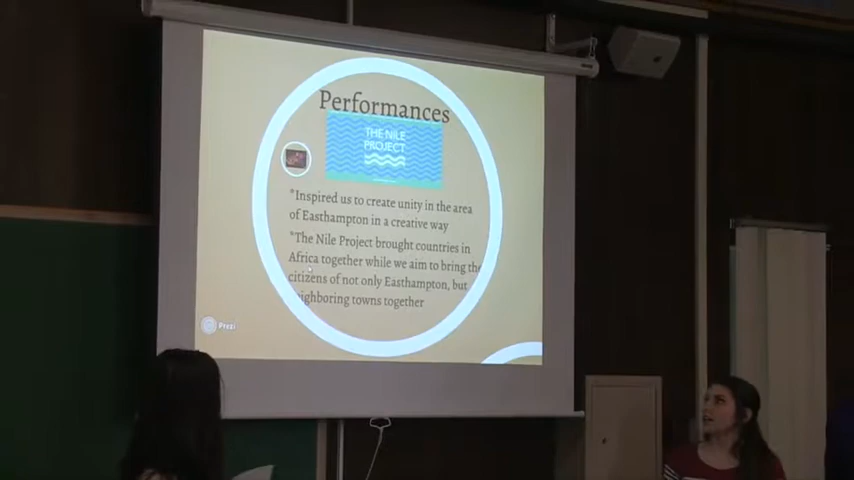 Performances
THE NILE
PROJECT
*Inspired us to create unity in the area
of Easthampton in a creative way
*The Nile Project brought countries in
Africa together while we aim to bring the
citizens of not only Easthampton, but
neighboring towns together
Prezi